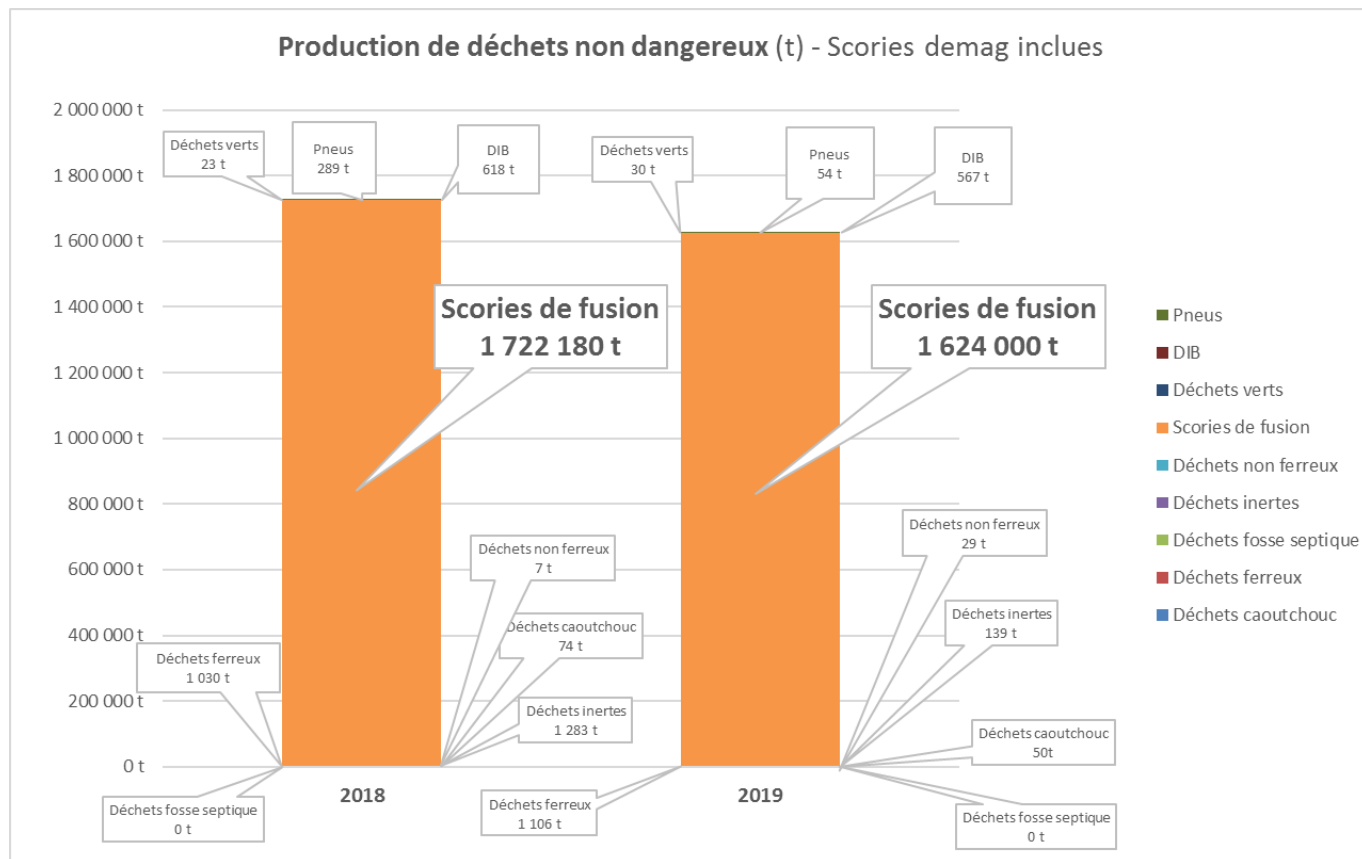 Production de déchets non dangereux (t) - Scories demag inclues
2 000 000 t
1 800 000 t
1 600 000 t
1 400 000 t
1 200 000 t
1 000 000 t
800 000 t
600 000 t
400 000 t
200 000 t
0 t
Déchets verts
23 t
Pneus
289 t
DIB
618 t
Déchets verts
30 t
Pneus
54 t
DIB
567 t
Scories de fusion
1 722 180 t
Scories de fusion
1 624 000 t
Déchets non ferreux
7 t
Déchets caoutchouc
74 t
Déchets ferreux
1 030 t
Déchets inertes
1 283 t
Déchets fosse septique
0 t
Déchets non ferreux
29 t
Déchets inertes
139 t
Déchets caoutchouc
50t
Déchets ferreux
1 106 t
Déchets fosse septique
0 t
2018
2019
Pneus
DIB
Déchets verts
Scories de fusion
Déchets non ferreux
Déchets inertes
Déchets fosse septique
Déchets ferreux
Déchets caoutchouc